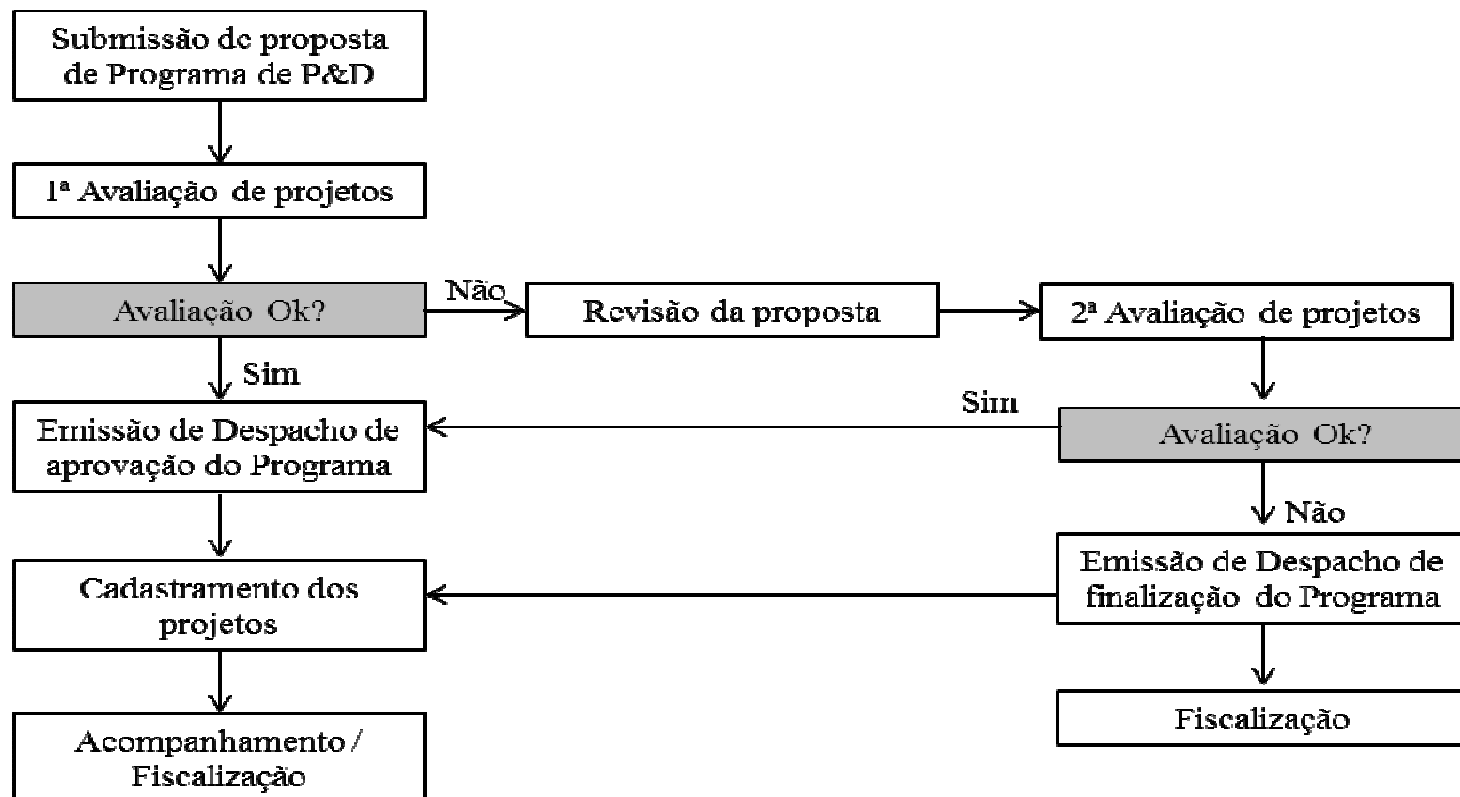 Submissão de proposta
de Programa de P&D
1ª Avaliação de projetos
Avaliação Ok?
Não
Revisão da proposta
2ª Avaliação de projetos
Sim
Sim
Emissão de Despacho de
aprovação do Programa
Avaliação Ok?
Não
Cadastramento dos
projetos
Emissão de Despacho de
finalização do Programa
Acompanhamento /
Fiscalização
Fiscalização